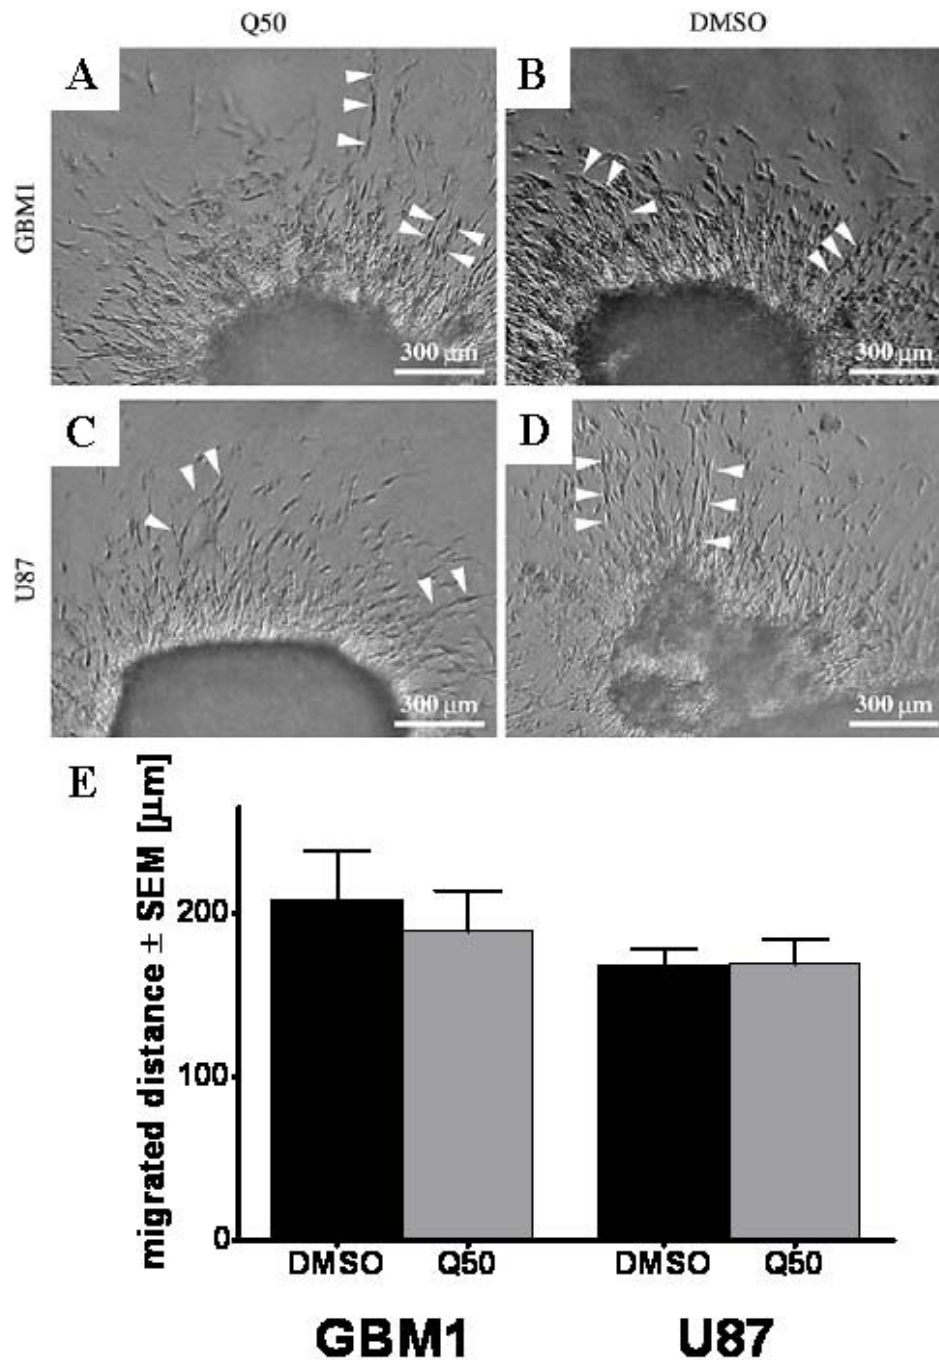 Q50 DMSO
A B
GBM1
300 µm 300 µm
C D
U87
300 µm 300 µm
E
migrated distance ± SEM [µm]
200
100
0
DMSO Q50 DMSO Q50
GBM1 U87